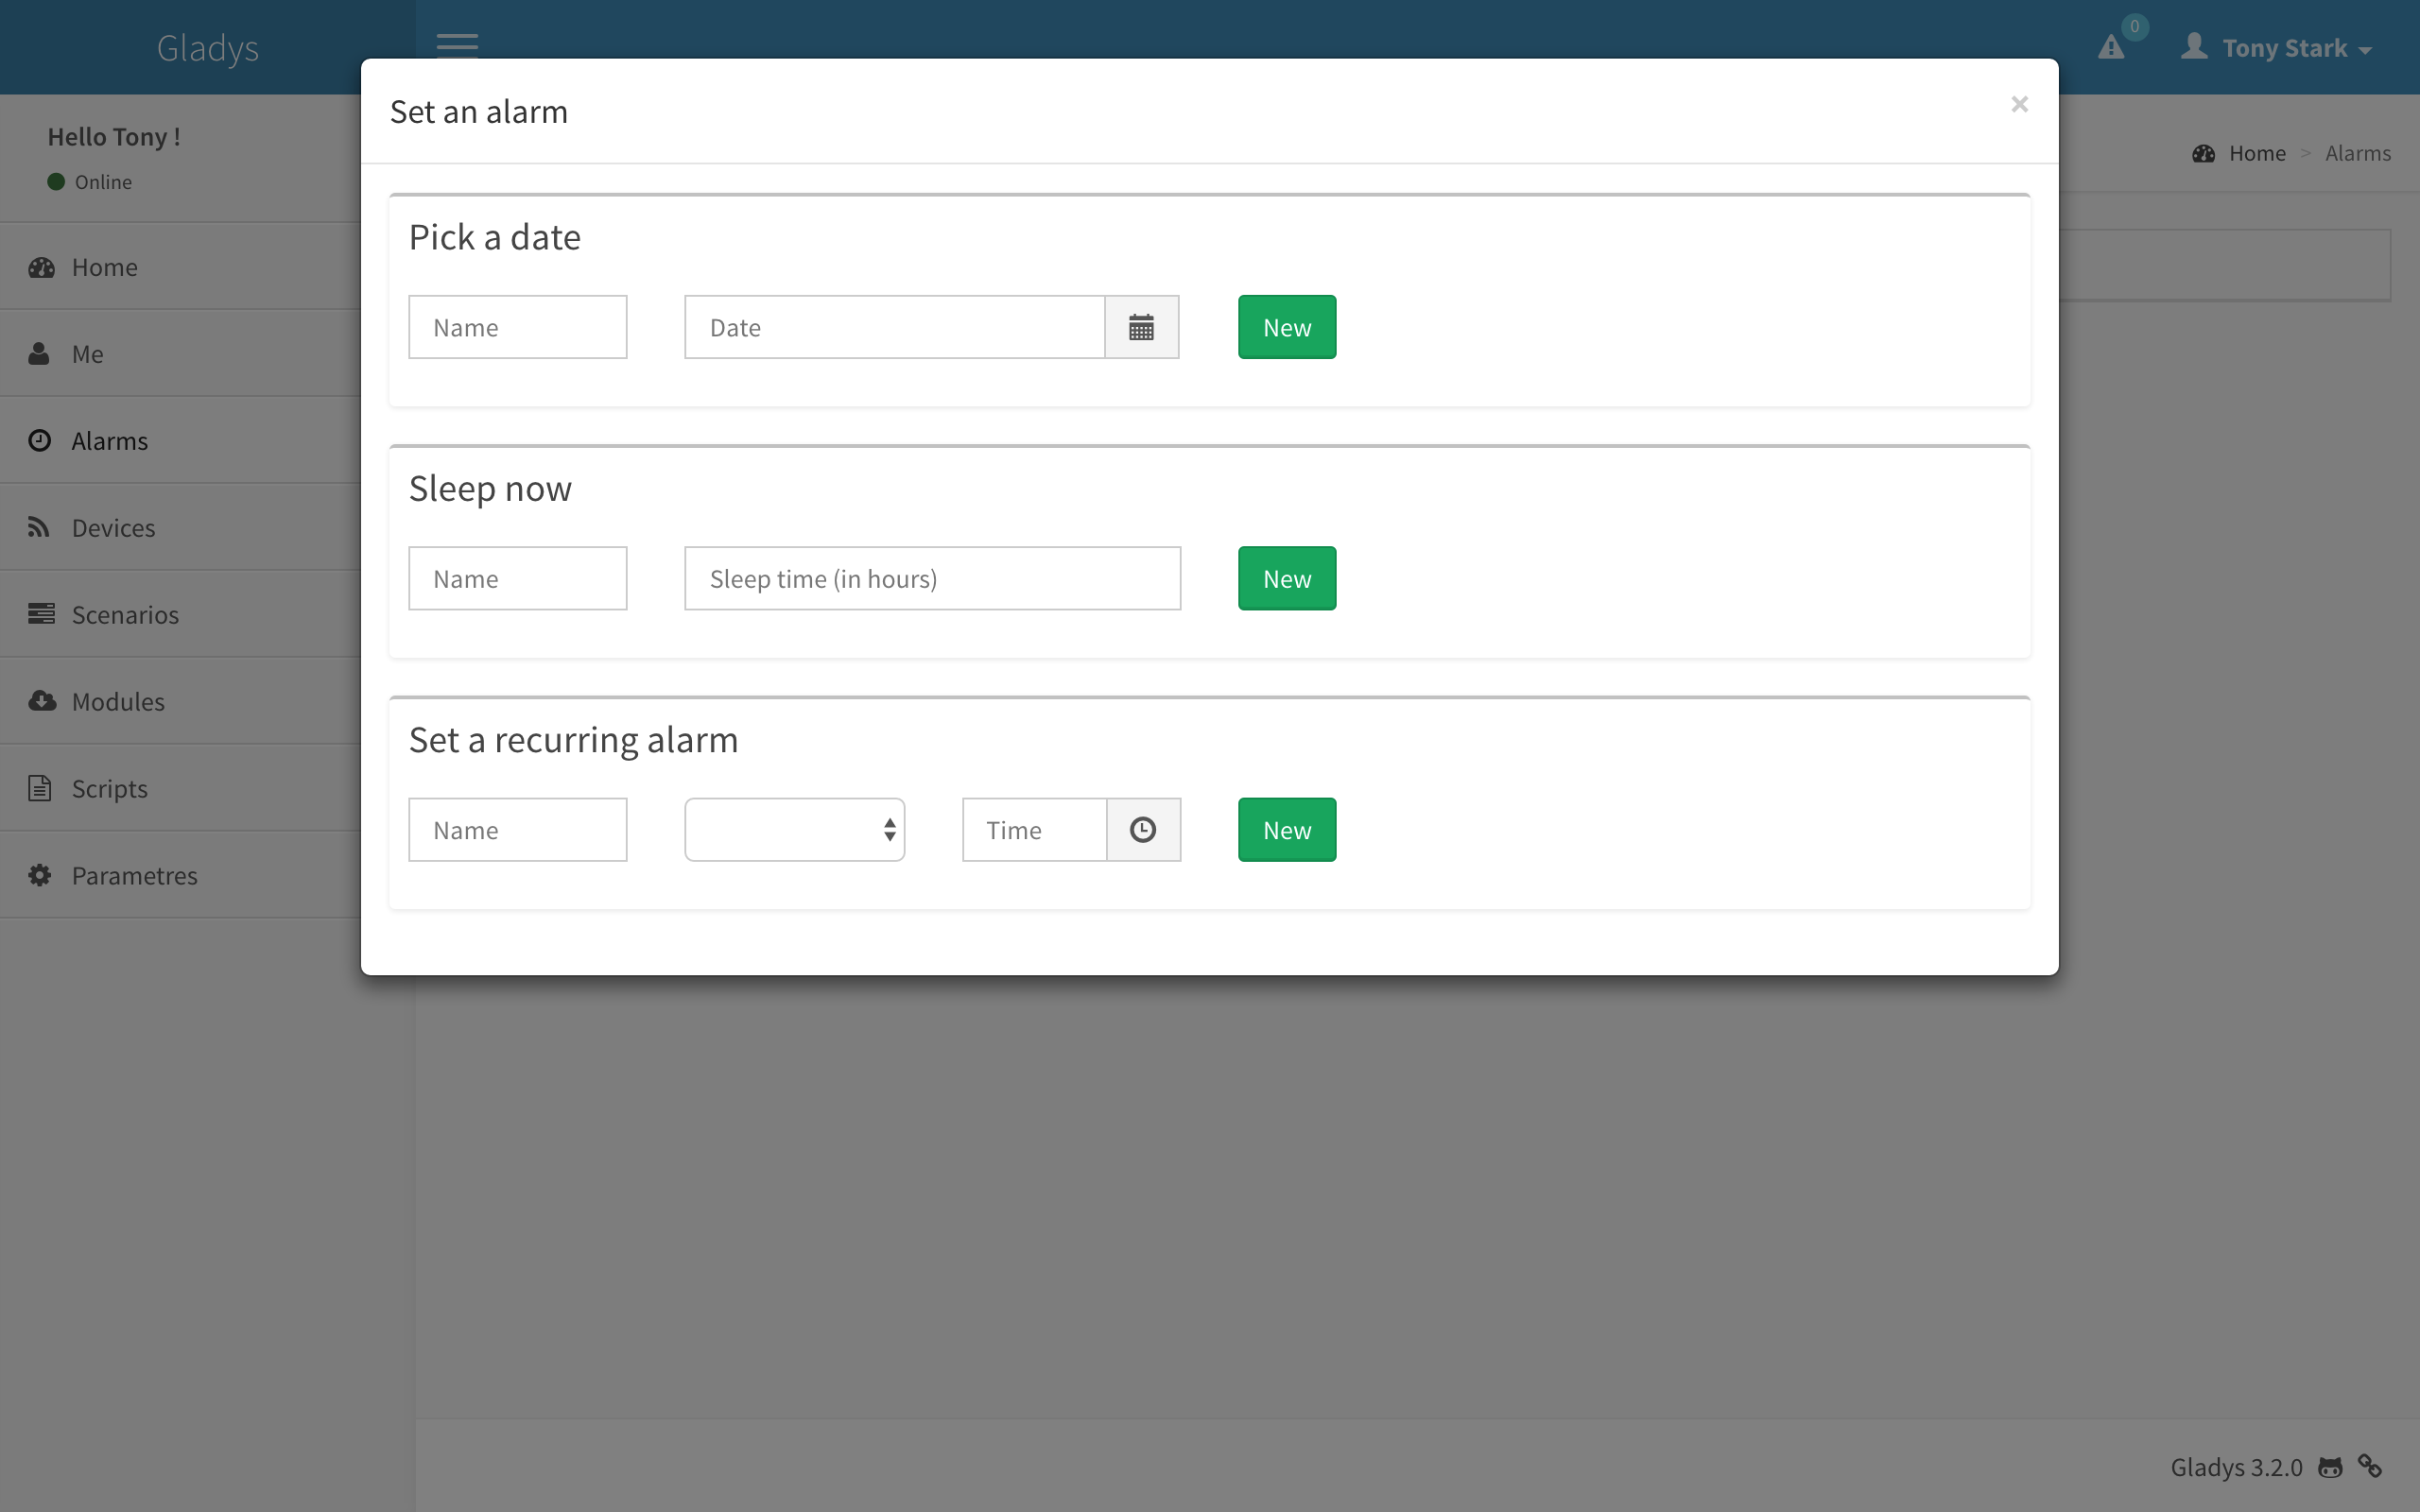 Gladys
0
Tony Stark
Set an alarm
×
Hello Tony !
Online
Home > Alarms
Home
Me
Alarms
Devices
Scenarios
Modules
Scripts
Parametres
Pick a date
Name
Date
New
Sleep now
Name
Sleep time (in hours)
New
Set a recurring alarm
Name
Time
New
Gladys 3.2.0